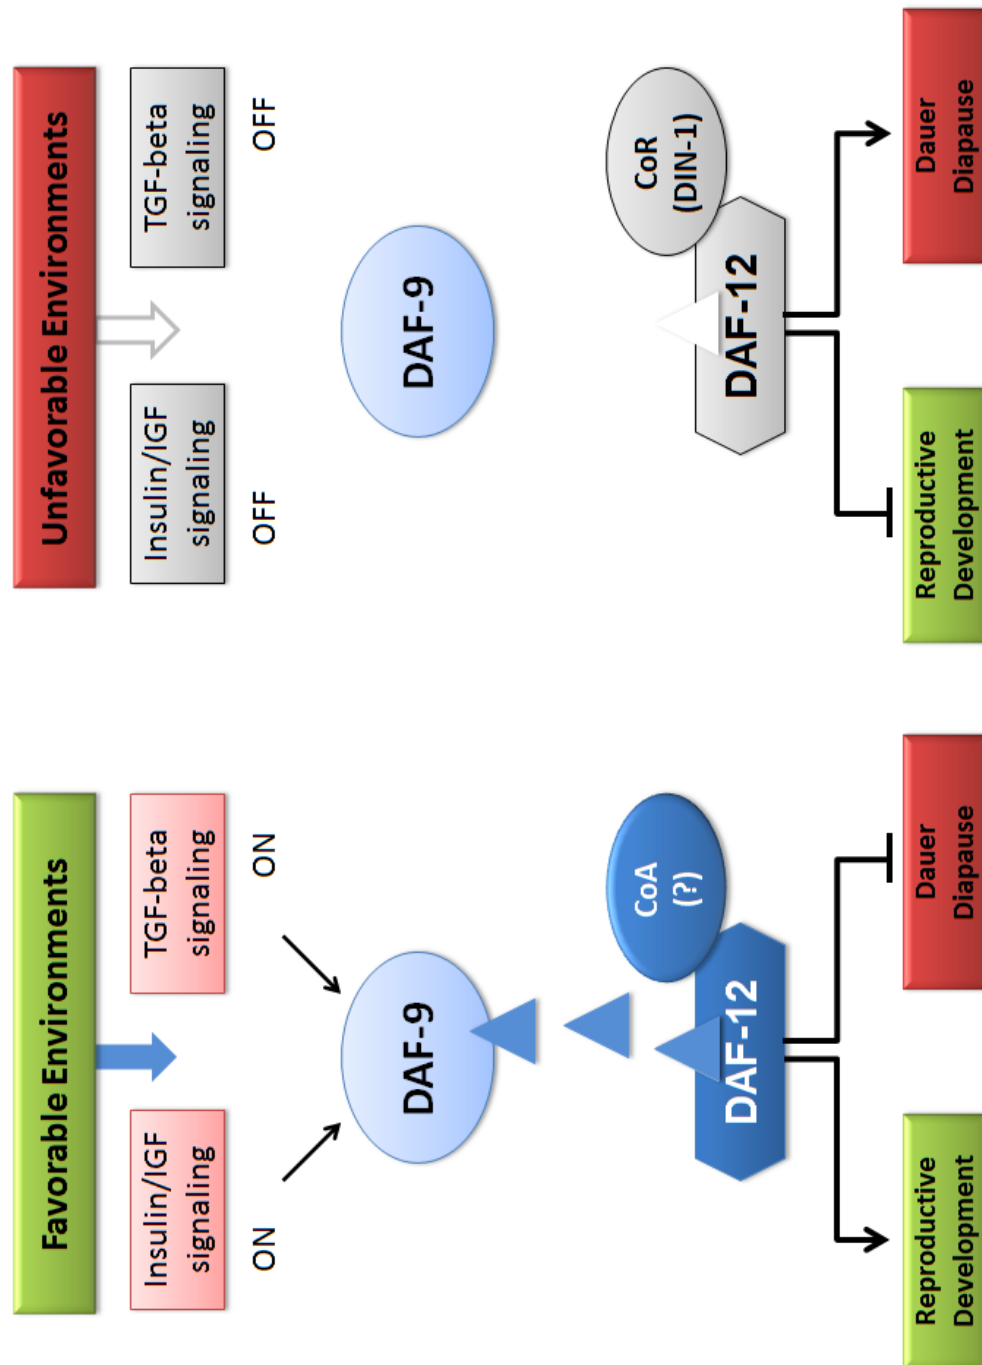 Favorable Environments
Insulin/IGF
signaling
TGF-beta
signaling
ON
ON
DAF-9
CoA
(?)
DAF-12
Reproductive
Development
Dauer
Diapause
Unfavorable Environments
Insulin/IGF
signaling
TGF-beta
signaling
OFF
OFF
DAF-9
CoR
(DIN-1)
DAF-12
Reproductive
Development
Dauer
Diapause